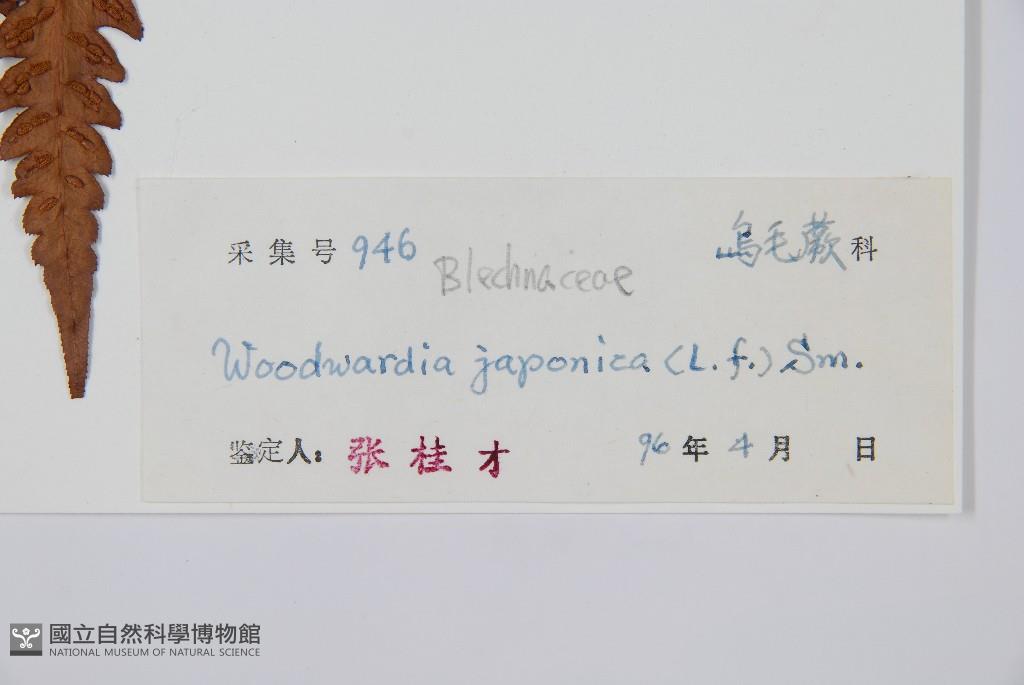 采集号 946 乌毛蕨科
Blechnaceae
Woodwardia japonica (L.f.) Sm.
鉴定人: 张桂才 96年4月 日
國立自然科學博物館
NATIONAL MUSEUM OF NATURAL SCIENCE